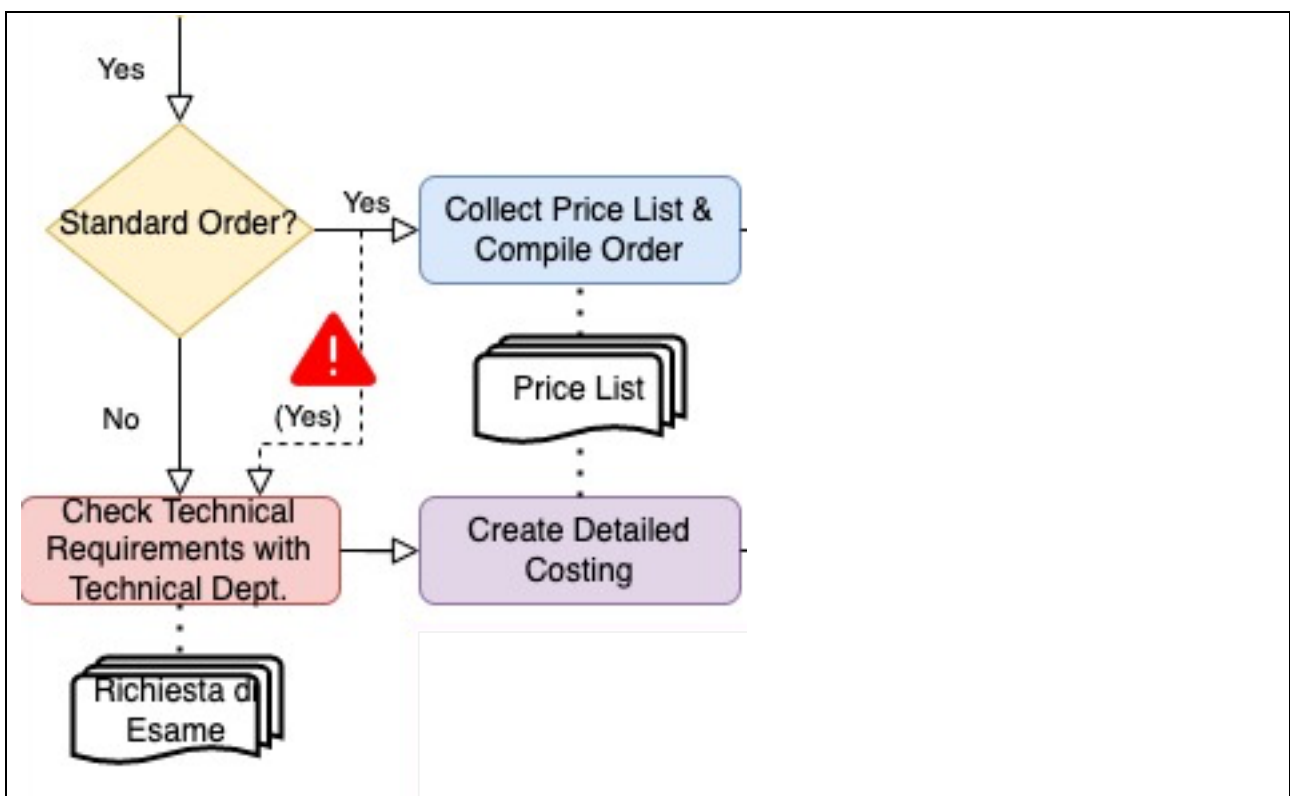 Yes
Standard Order?
Yes
Collect Price List &
Compile Order
!
Price List
No
(Yes)
Check Technical
Requirements with
Technical Dept.
Create Detailed
Costing
Richiesta di
Esame